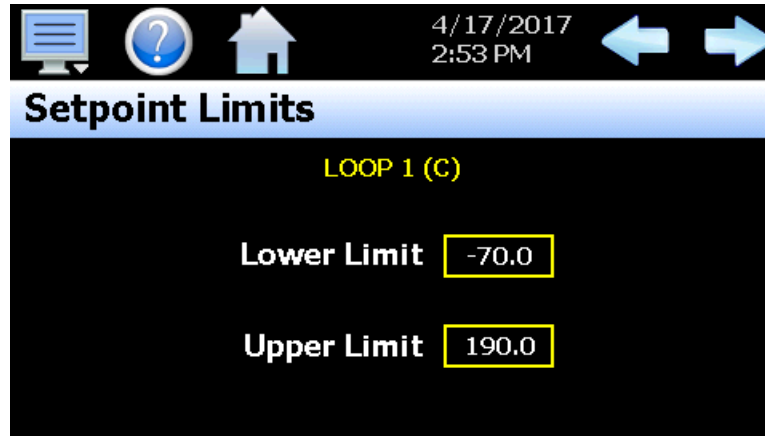 ?
4/17/2017
2:53 PM
Setpoint Limits
LOOP 1 (C)
Lower Limit -70.0
Upper Limit 190.0